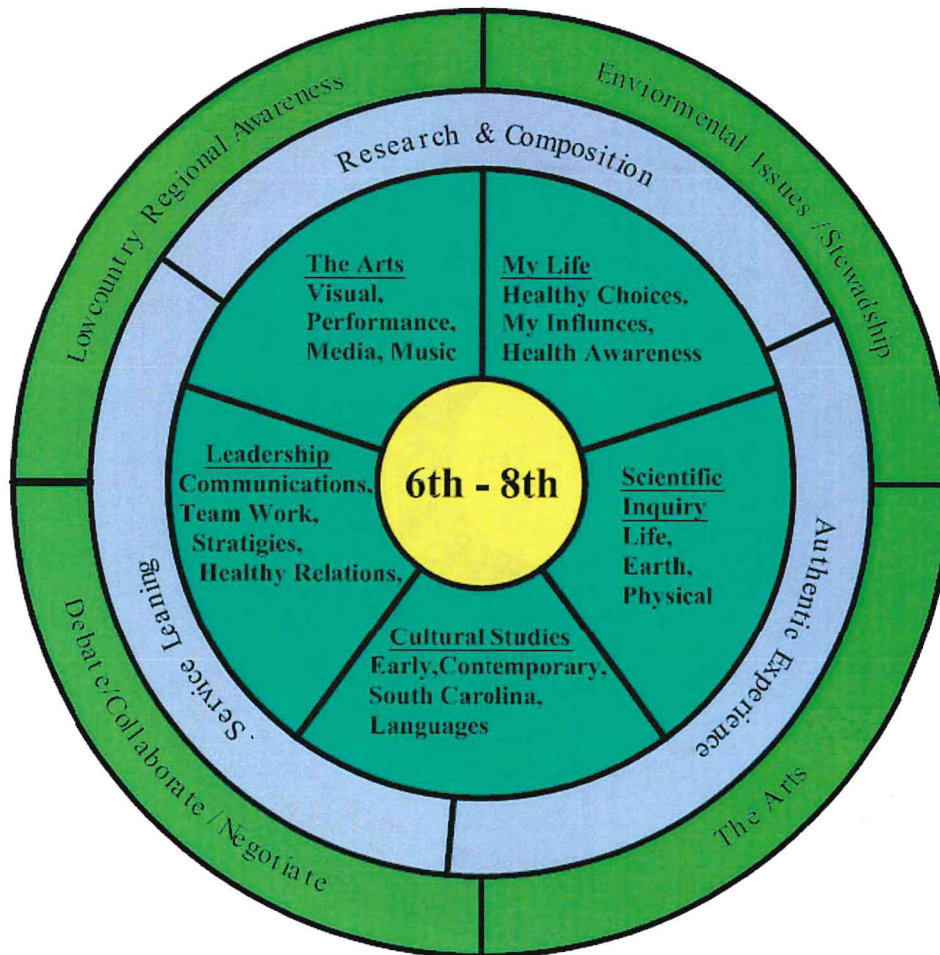 Lowcountry Regional Awareness
Enviormental Issues /Stewadship
Research & Composition
The Arts
Visual,
Performance,
Media, Music
My Life
Healthy Choices,
My Influnces,
Health Awareness
Leadership
Communications,
Team Work,
Stratigies,
Healthy Relations,
6th - 8th
Scientific
Inquiry
Life,
Earth,
Physical
Cultural Studies
Early,Contemporary,
South Carolina,
Languages
Service Leaning
Authentic Experience
Debate/Collaborate /Negotiate
The Arts